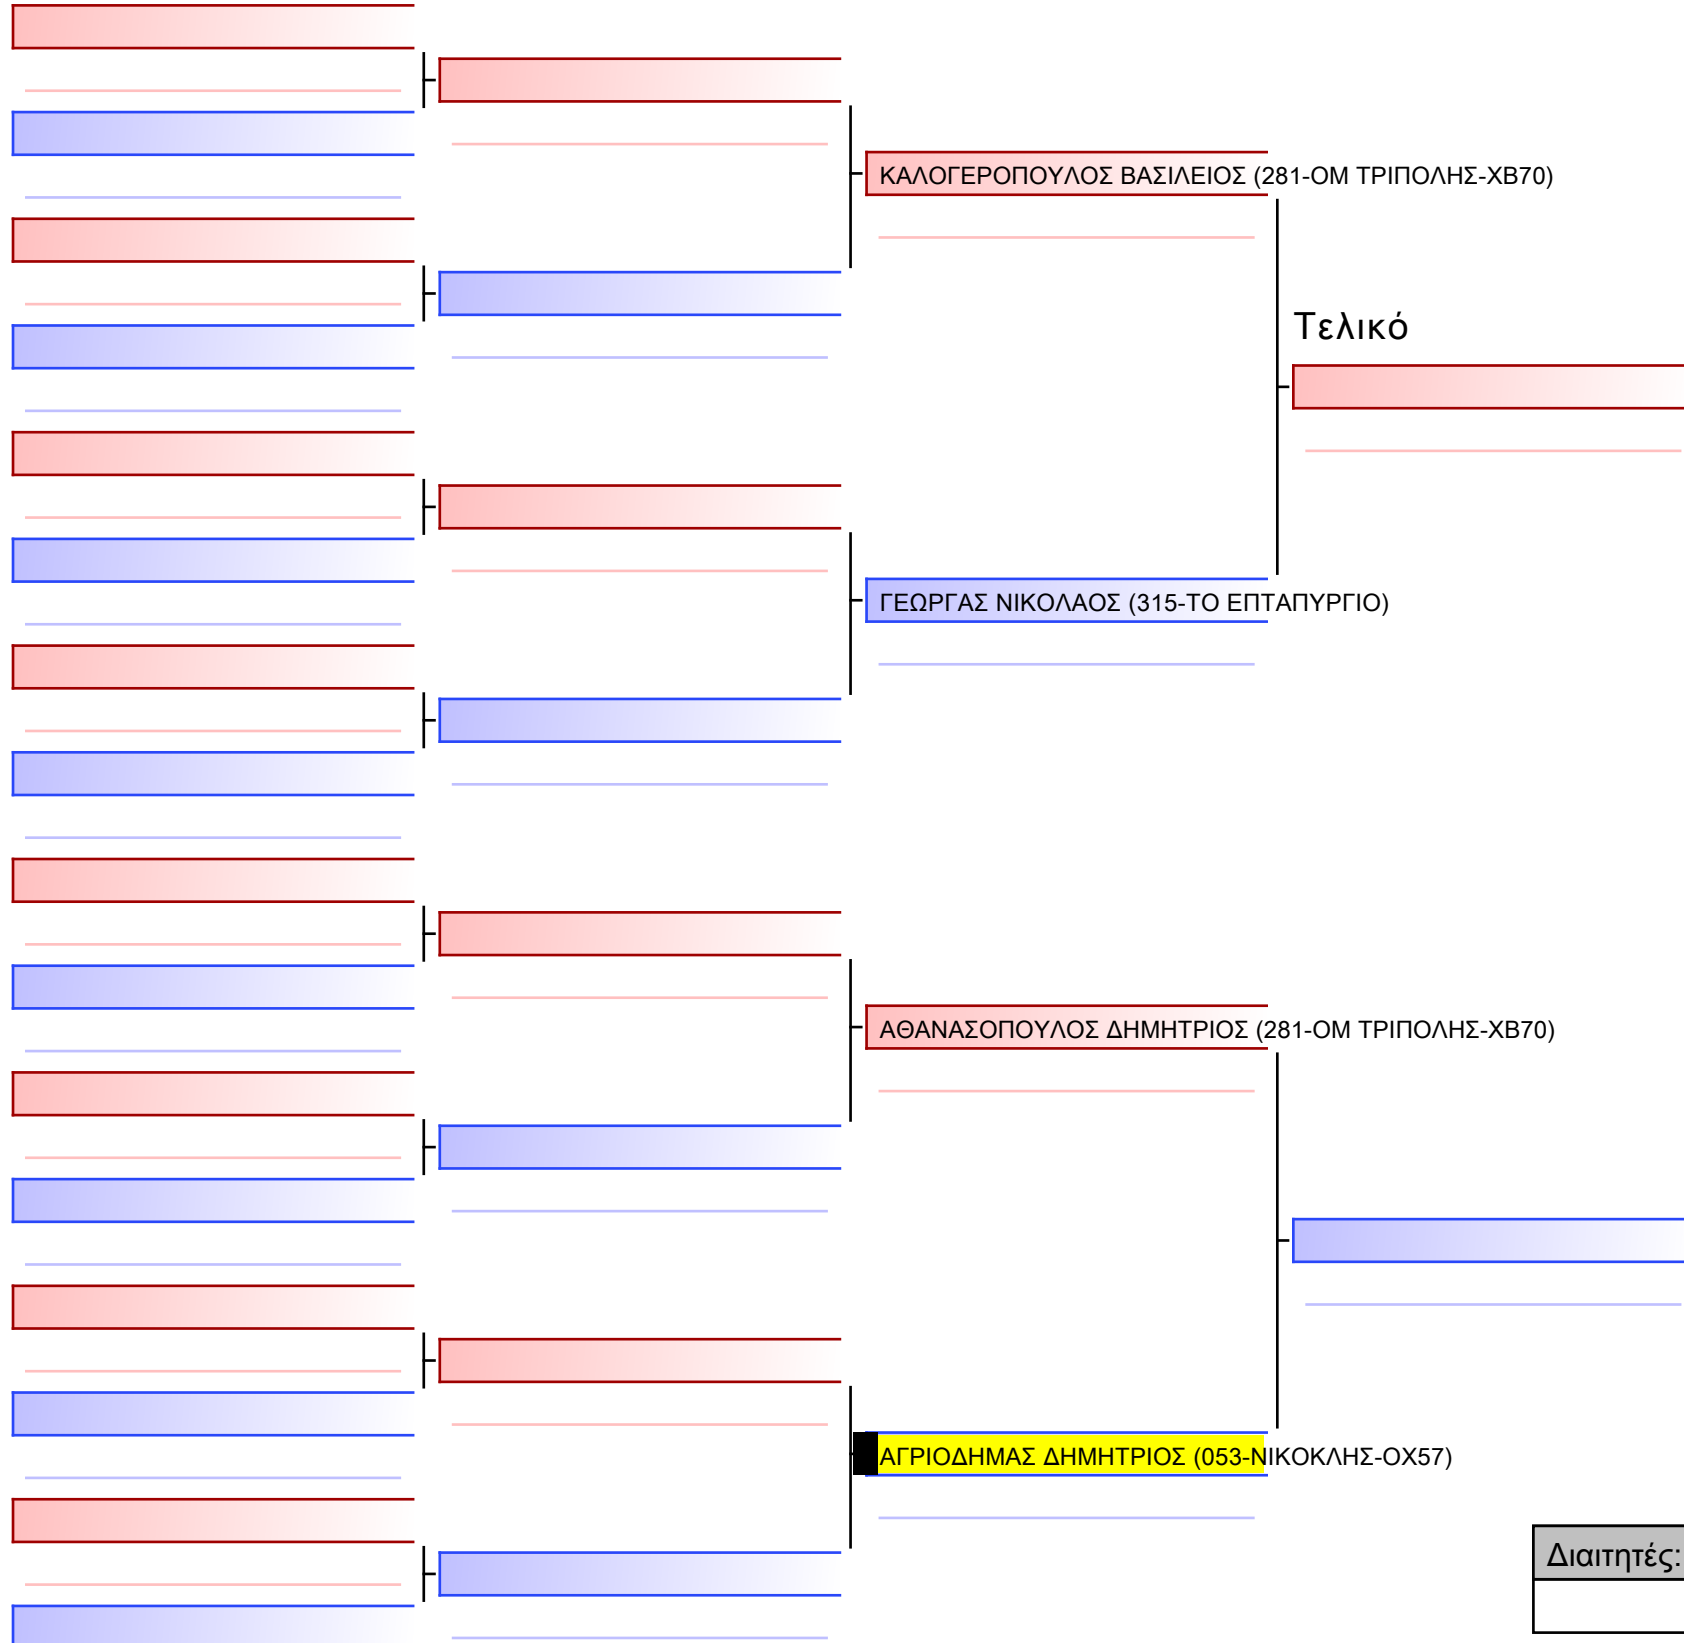 ΚΑΛΟΓΕΡΟΠΟΥΛΟΣ ΒΑΣΙΛΕΙΟΣ (281-ΟΜ ΤΡΙΠΟΛΗΣ-ΧΒ70)
Τελικό
ΓΕΩΡΓΑΣ ΝΙΚΟΛΑΟΣ (315-ΤΟ ΕΠΤΑΠΥΡΓΙΟ)
ΑΘΑΝΑΣΟΠΟΥΛΟΣ ΔΗΜΗΤΡΙΟΣ (281-ΟΜ ΤΡΙΠΟΛΗΣ-ΧΒ70)
ΑΓΡΙΟΔΗΜΑΣ ΔΗΜΗΤΡΙΟΣ (053-ΝΙΚΟΚΛΗΣ-ΟΧ57)
Διαιτητές: